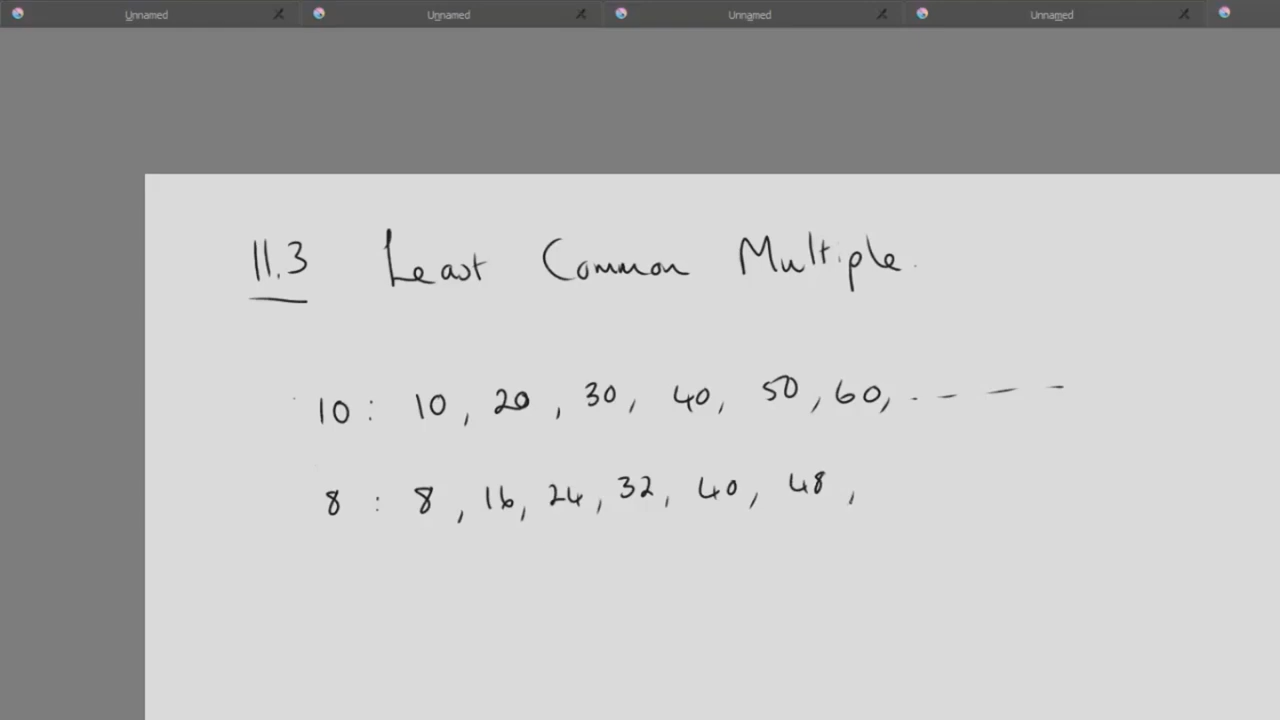 Unnamed Unnamed Unnamed Unnamed
11.3 Least Common Multiple.
10 : 10, 20, 30, 40, 50, 60, . - - -
8 : 8, 16, 24, 32, 40, 48,